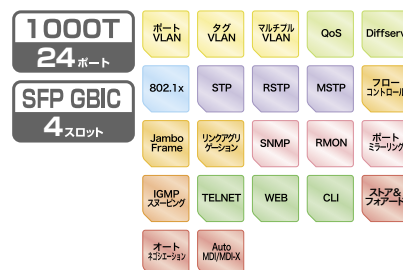 1000T
24ポート
SFP GBIC
4スロット
ポート
VLAN
タグ
VLAN
マルチプル
VLAN
QoS
Diffserv
802.1x
STP
RSTP
MSTP
フロー
コントロール
Jambo
Frame
リンクアグリ
ゲーション
SNMP
RMON
ポート
ミラーリング
IGMP
スヌーピング
TELNET
WEB
CLI
ストア&
フォアード
オート
ネゴシエーション
Auto
MDI/MDI-X